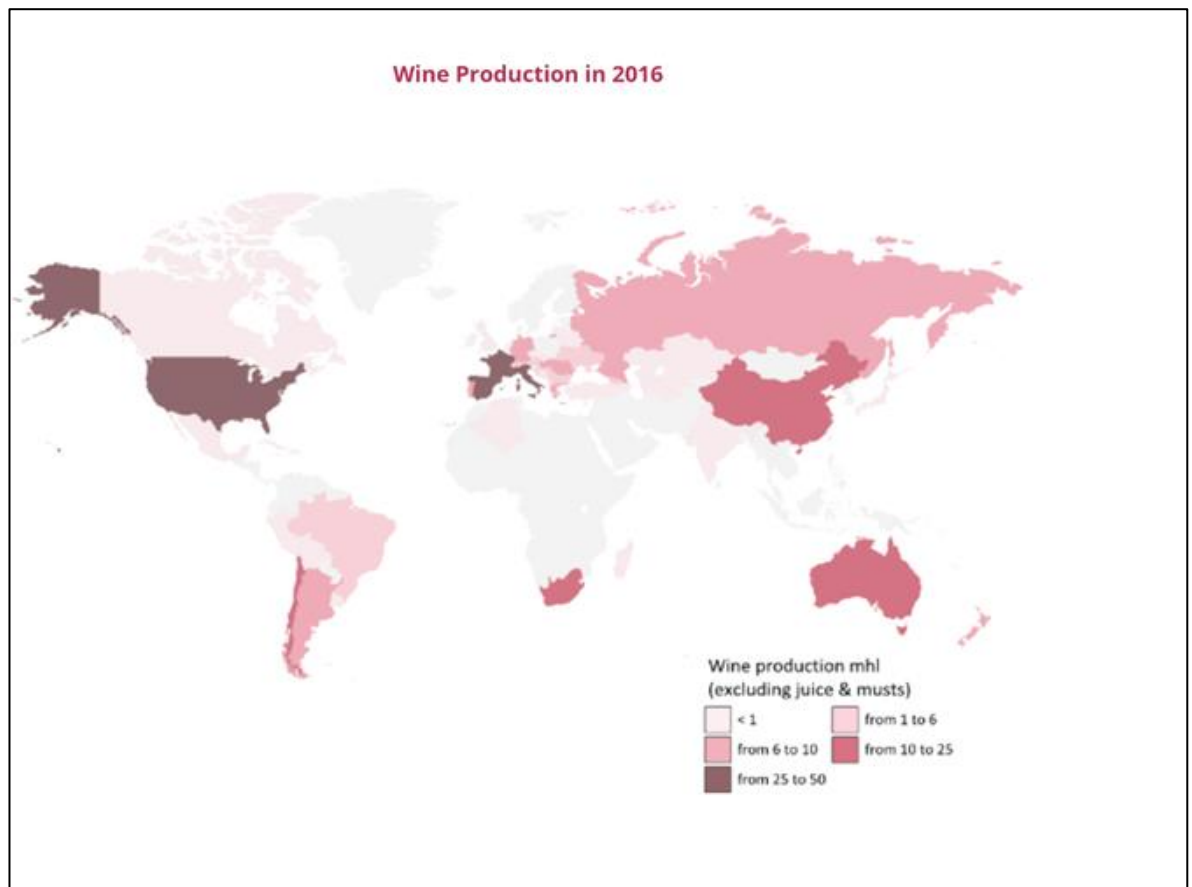 Wine Production in 2016
Wine production mhl
(excluding juice & musts)
< 1
from 1 to 6
from 6 to 10
from 10 to 25
from 25 to 50